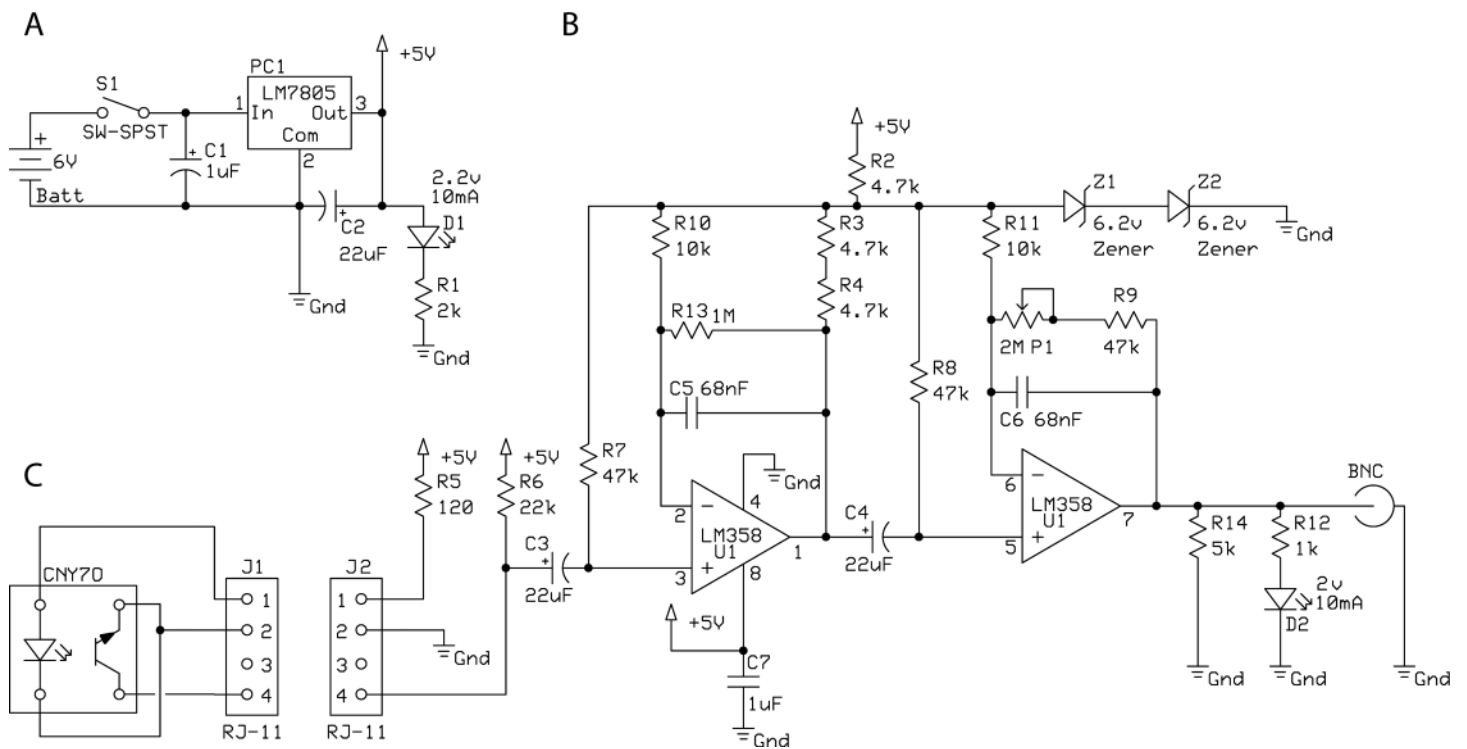 A
S1
SW-SPST
+
6V
Batt
+
C1
1uF
PC1
LM7805
1
In
Out
3
Com
2
+5V
+
C2
22uF
2.2v
10mA
D1
R1
2k
Gnd
Gnd
B
+5V
R2
4.7k
R10
10k
R3
4.7k
R4
4.7k
R13
1M
C5
68nF
R11
10k
Z1
6.2v
Zener
Z2
6.2v
Zener
Gnd
2M
P1
R9
47k
R8
47k
C6
68nF
R7
47k
2
-
3
+
LM358
U1
4
Gnd
1
8
+5V
C7
1uF
Gnd
+
C4
22uF
6
-
5
+
LM358
U1
7
BNC
R14
5k
R12
1k
2v
10mA
D2
Gnd
Gnd
Gnd
C
CNY70
J1
1
2
3
4
RJ-11
J2
1
2
3
4
RJ-11
+5V
R5
120
Gnd
+5V
R6
22k
C3
+
22uF